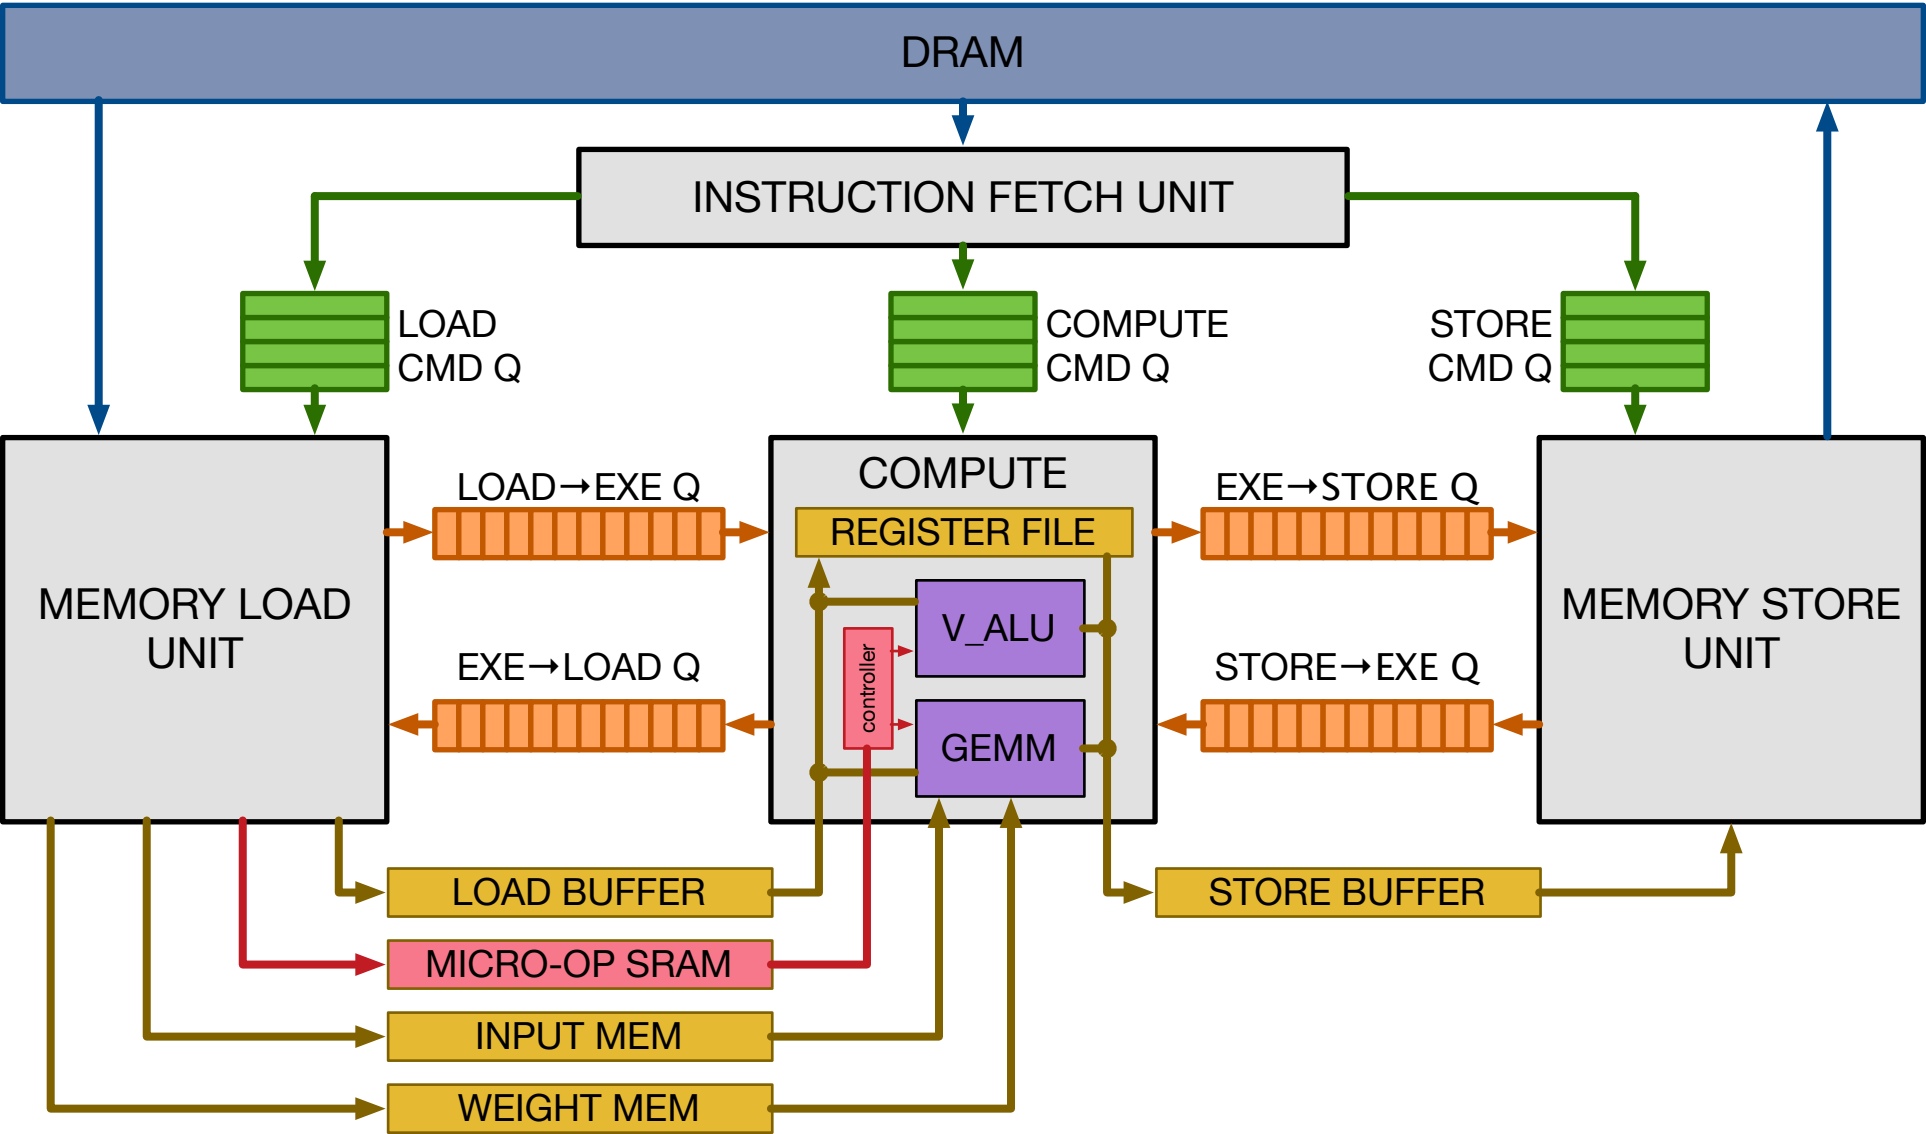 DRAM
INSTRUCTION FETCH UNIT
LOAD
CMD Q
COMPUTE
CMD Q
STORE
CMD Q
MEMORY LOAD
UNIT
LOAD→EXE Q
EXE→LOAD Q
COMPUTE
REGISTER FILE
V_ALU
controller
GEMM
EXE→STORE Q
STORE→EXE Q
MEMORY STORE
UNIT
LOAD BUFFER
STORE BUFFER
MICRO-OP SRAM
INPUT MEM
WEIGHT MEM